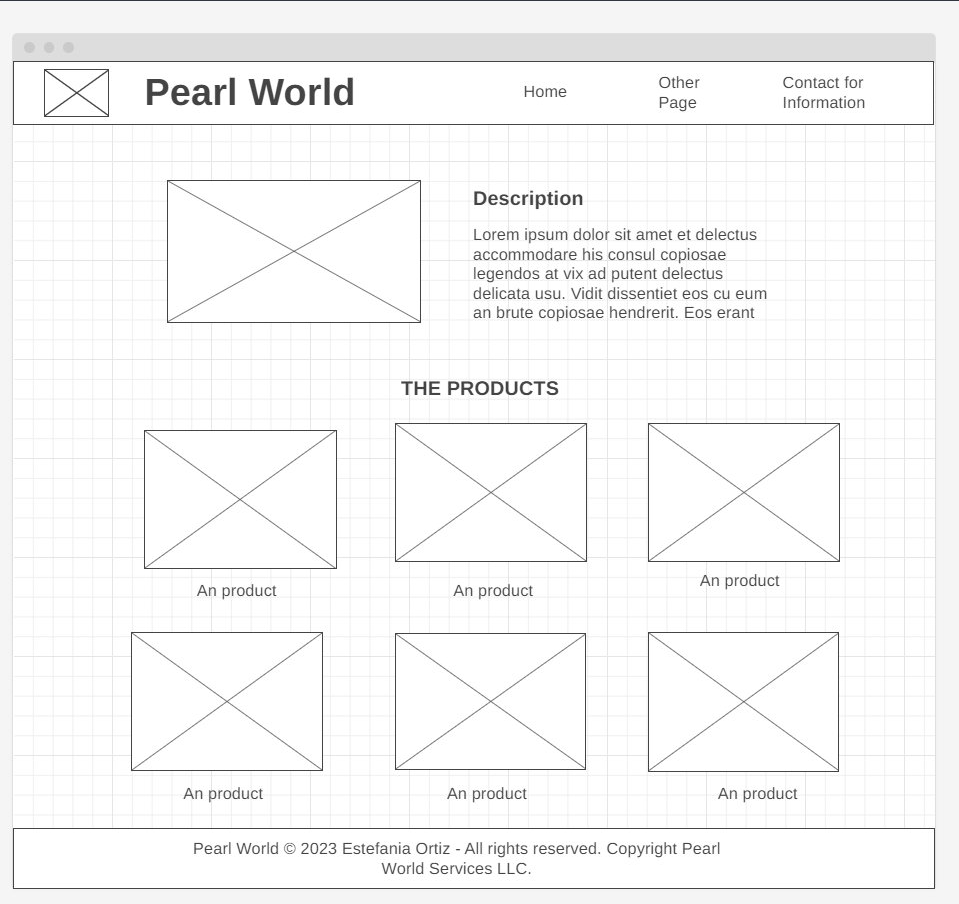 Pearl World
Home
Other
Page
Contact for
Information
Description
Lorem ipsum dolor sit amet et delectus
accommodare his consul copiosae
legendos at vix ad putent delectus
delicata usu. Vidit dissentiet eos cu eum
an brute copiosae hendrerit. Eos erant
THE PRODUCTS
An product
An product
An product
An product
An product
An product
Pearl World © 2023 Estefania Ortiz - All rights reserved. Copyright Pearl
World Services LLC.